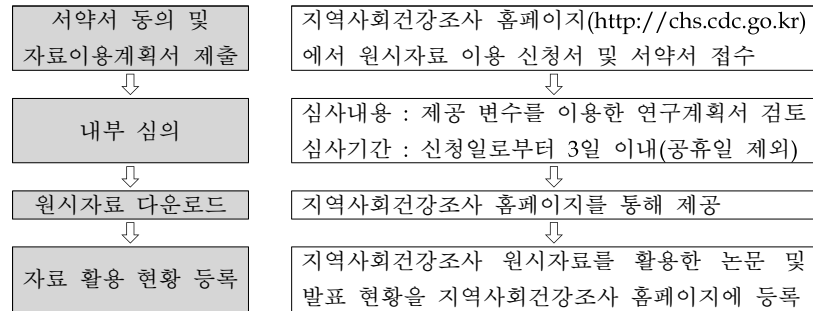 서약서 동의 및
자료이용계획서 제출
지역사회건강조사 홈페이지(http://chs.cdc.go.kr)
에서 원시자료 이용 신청서 및 서약서 접수
내부 심의
심사내용 : 제공 변수를 이용한 연구계획서 검토
심사기간 : 신청일로부터 3일 이내(공휴일 제외)
원시자료 다운로드
지역사회건강조사 홈페이지를 통해 제공
자료 활용 현황 등록
지역사회건강조사 원시자료를 활용한 논문 및
발표 현황을 지역사회건강조사 홈페이지에 등록